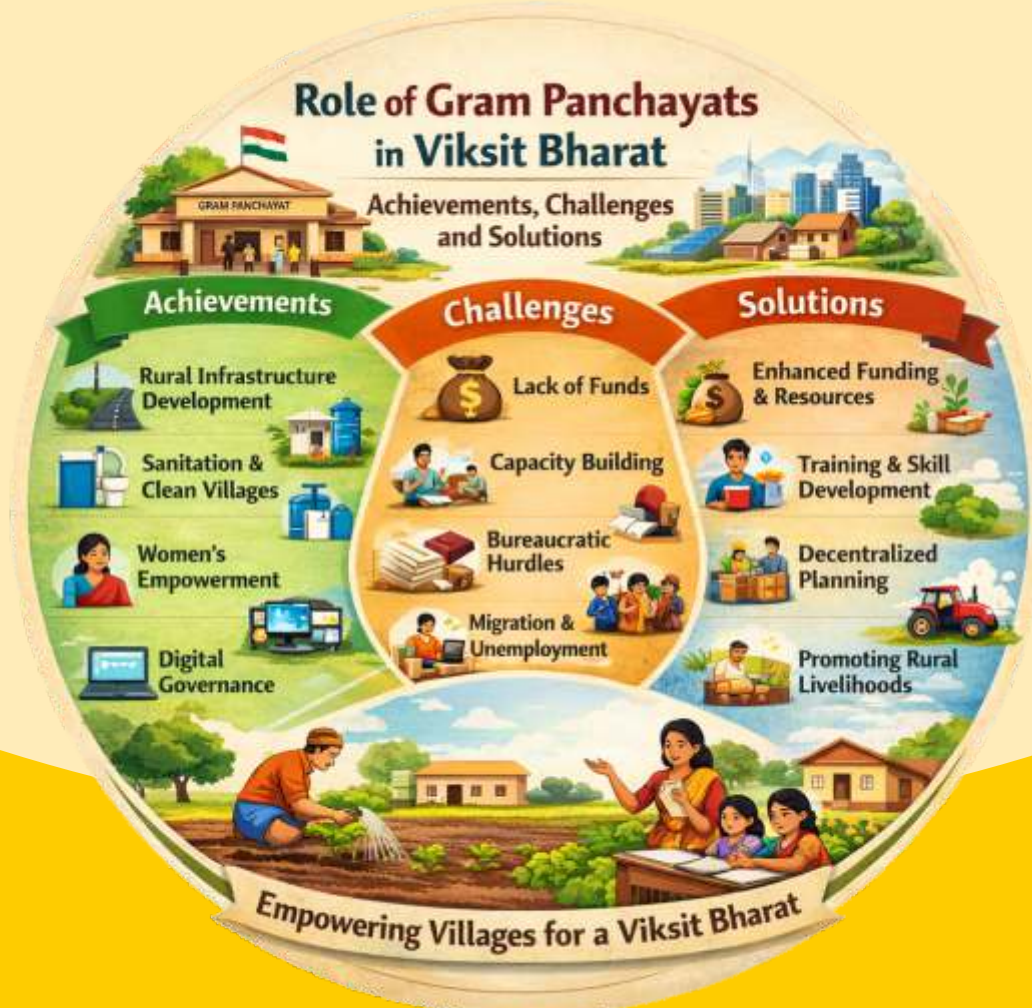 Role of Gram Panchayats
in Viksit Bharat
Achievements, Challenges
and Solutions
GRAM PANCHAYAT
Achievements
Rural Infrastructure
Development
Sanitation &
Clean Villages
Women's
Empowerment
Digital
Governance
Challenges
$
Lack of Funds
Capacity Building
Bureaucratic
Hurdles
Migration &
Unemployment
Solutions
$
Enhanced Funding
& Resources
Training & Skill
Development
Decentralized
Planning
Promoting Rural
Livelihoods
Empowering Villages for a Viksit Bharat